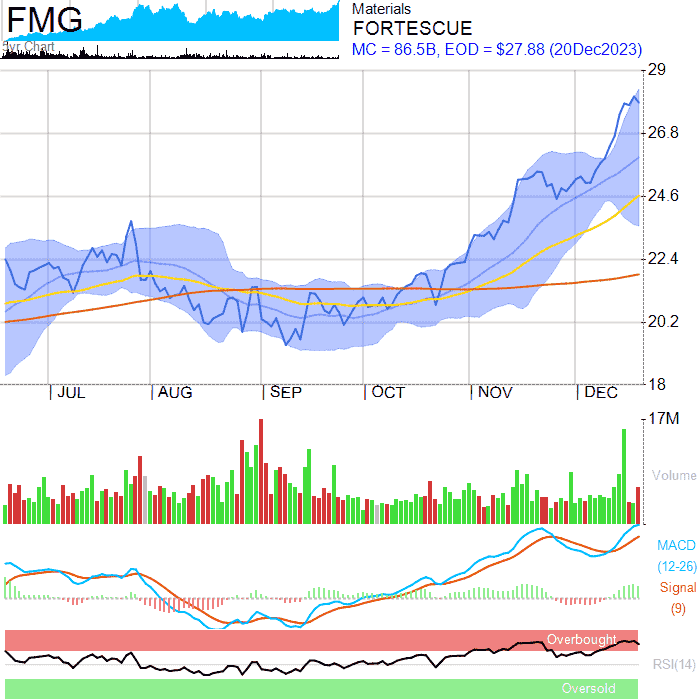 FMG
5yr Chart
Materials
FORTESCUE
MC = 86.5B, EOD = $27.88 (20Dec2023)
29
26.8
24.6
22.4
20.2
18
JUL AUG SEP OCT NOV DEC
17M
Volume
MACD
(12-26)
Signal
(9)
Overbought
RSI(14)
Oversold